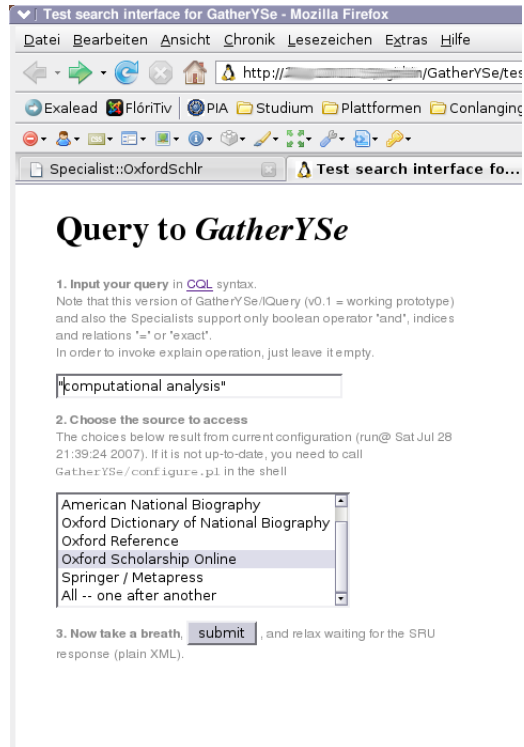 Test search interface for GatherYSe - Mozilla Firefox
Datei Bearbeiten Ansicht Chronik Lesezeichen Extras Hilfe
http:// /GatherYSe/tes
Exalead FlóriTiv PIA Studium Plattformen Conlanging
Specialist::OxfordSchlr Test search interface fo...
Query to GatherYSe
1. Input your query in CQL syntax.
Note that this version of GatherYSe/IQuery (v0.1 = working prototype)
and also the Specialists support only boolean operator "and", indices
and relations "=" or "exact".
In order to invoke explain operation, just leave it empty.
"computational analysis"
2. Choose the source to access
The choices below result from current configuration (run@ Sat Jul 28
21:39:24 2007). If it is not up-to-date, you need to call
GatherYSe/configure.pl in the shell
American National Biography
Oxford Dictionary of National Biography
Oxford Reference
Oxford Scholarship Online
Springer / Metapress
All -- one after another
3. Now take a breath, submit , and relax waiting for the SRU
response (plain XML).